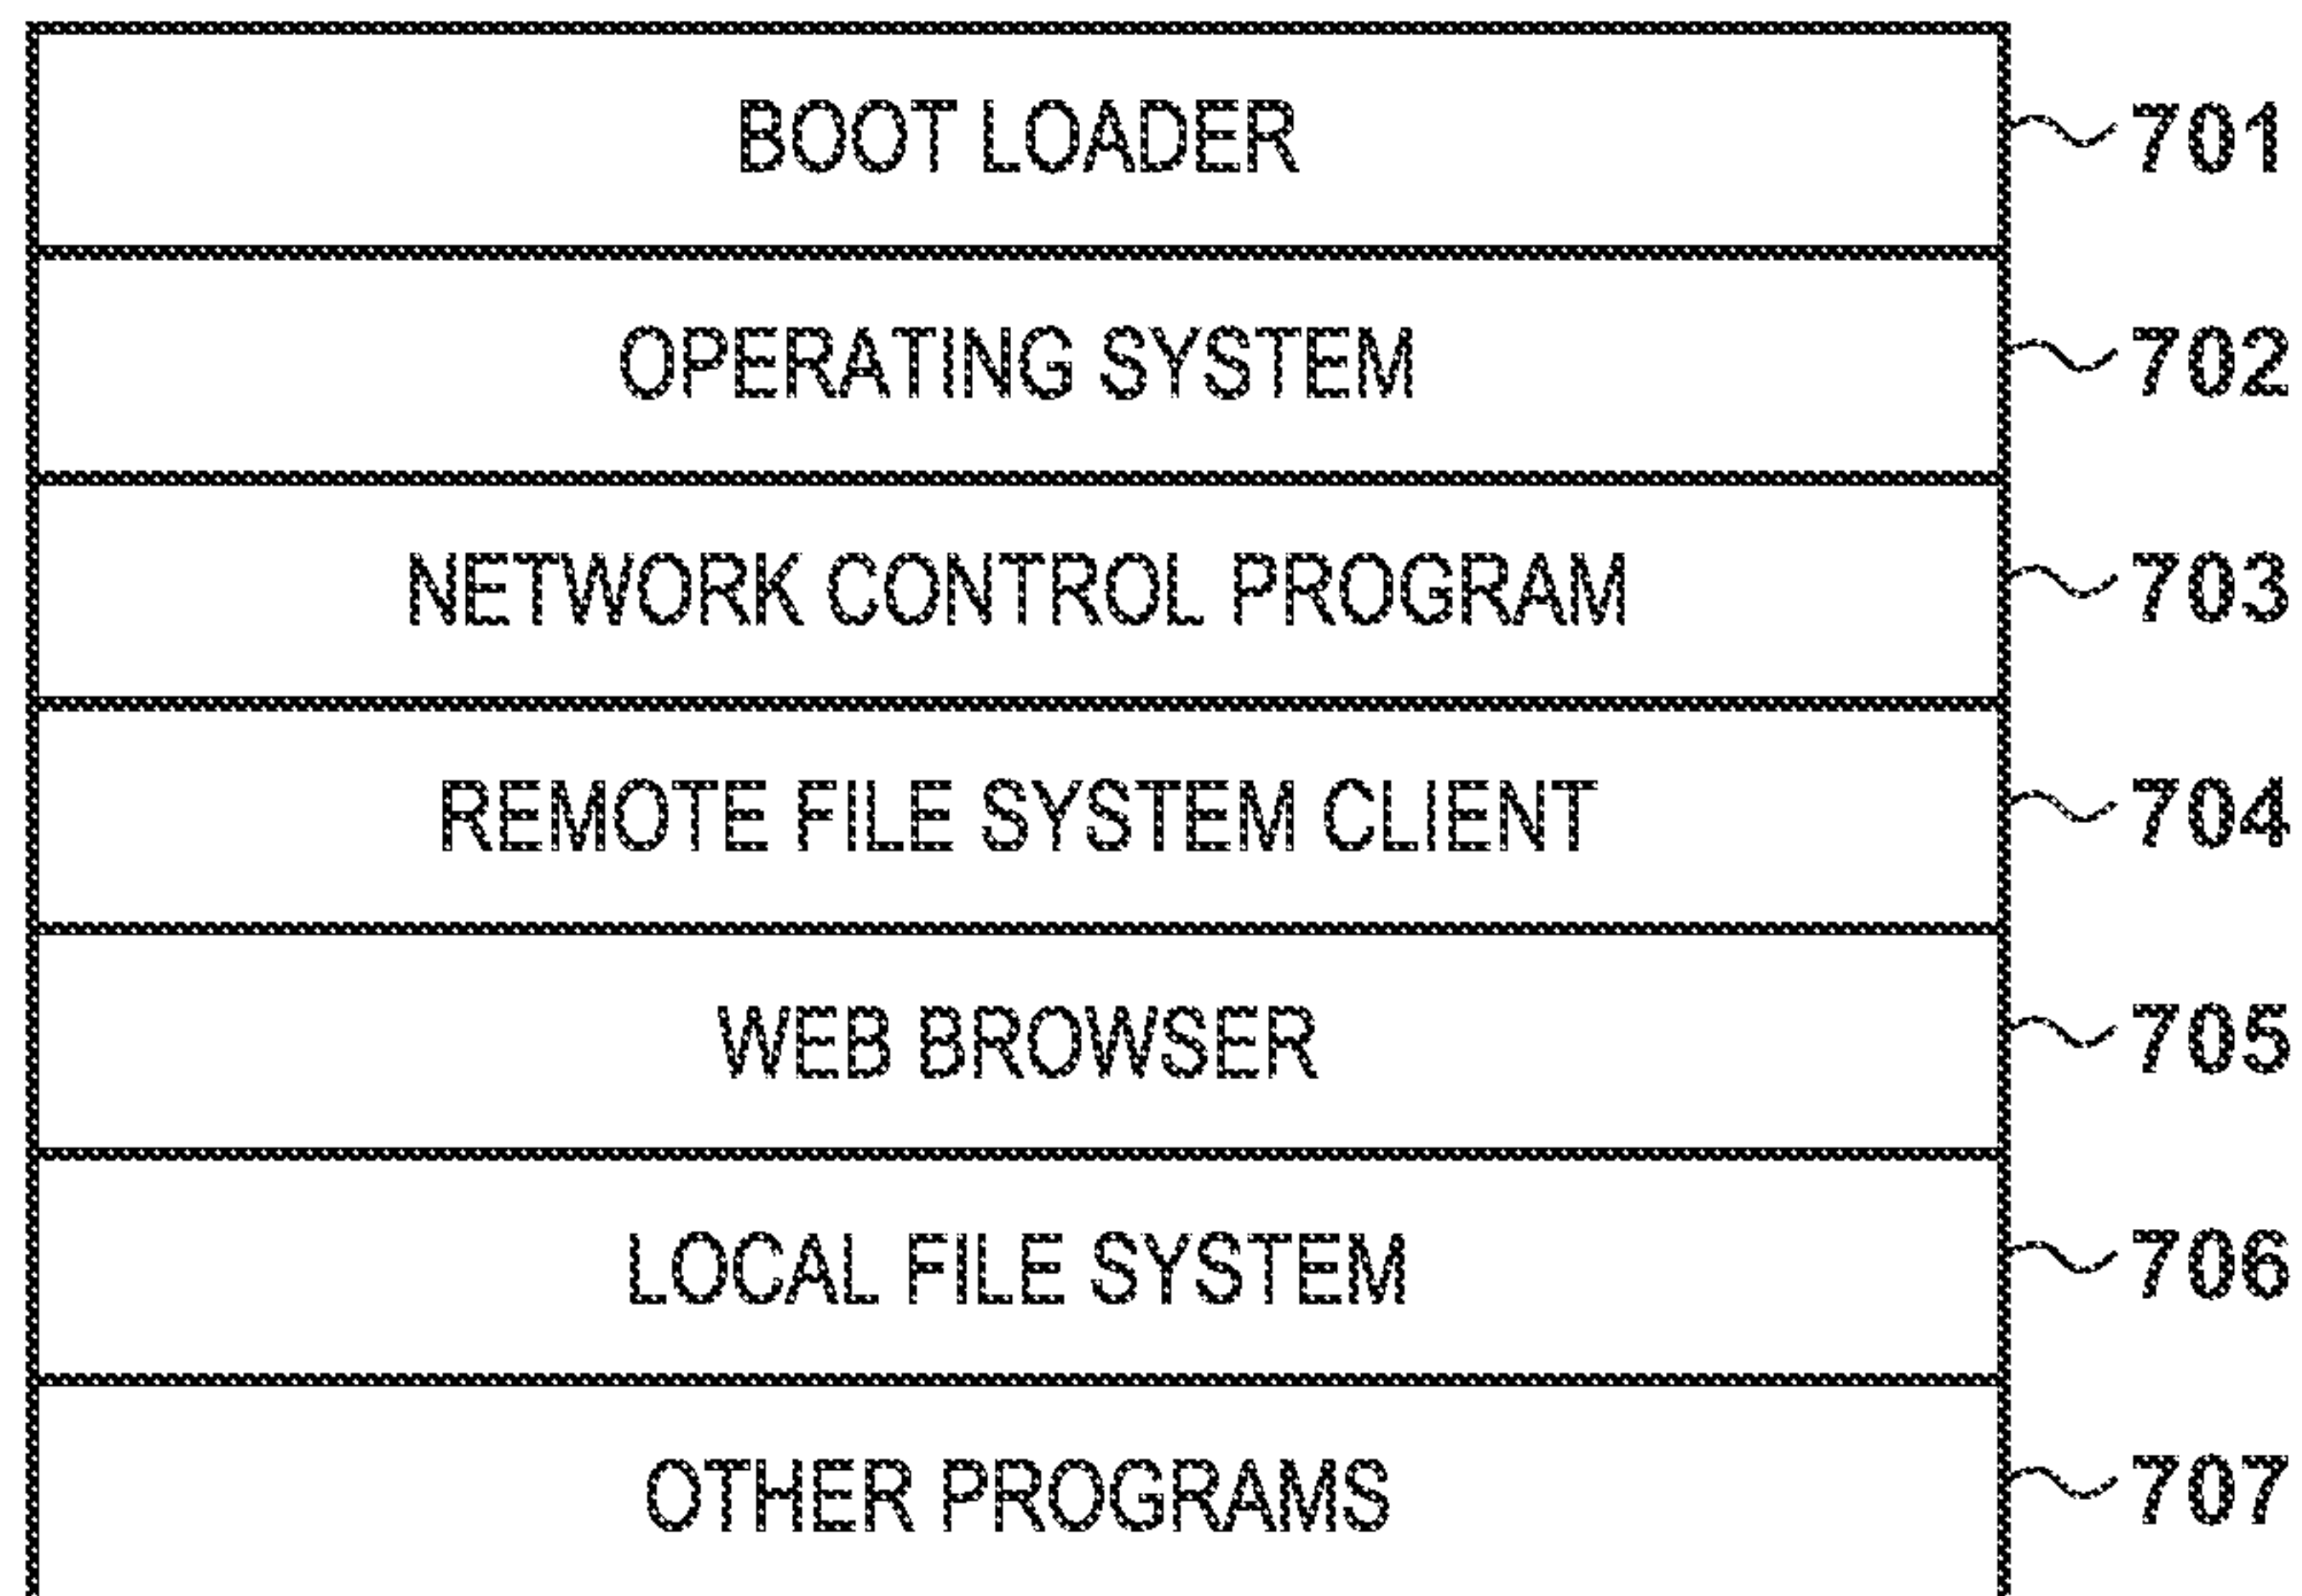 BOOT LOADER 701
OPERATING SYSTEM 702
NETWORK CONTROL PROGRAM 703
REMOTE FILE SYSTEM CLIENT 704
WEB BROWSER 705
LOCAL FILE SYSTEM 706
OTHER PROGRAMS 707